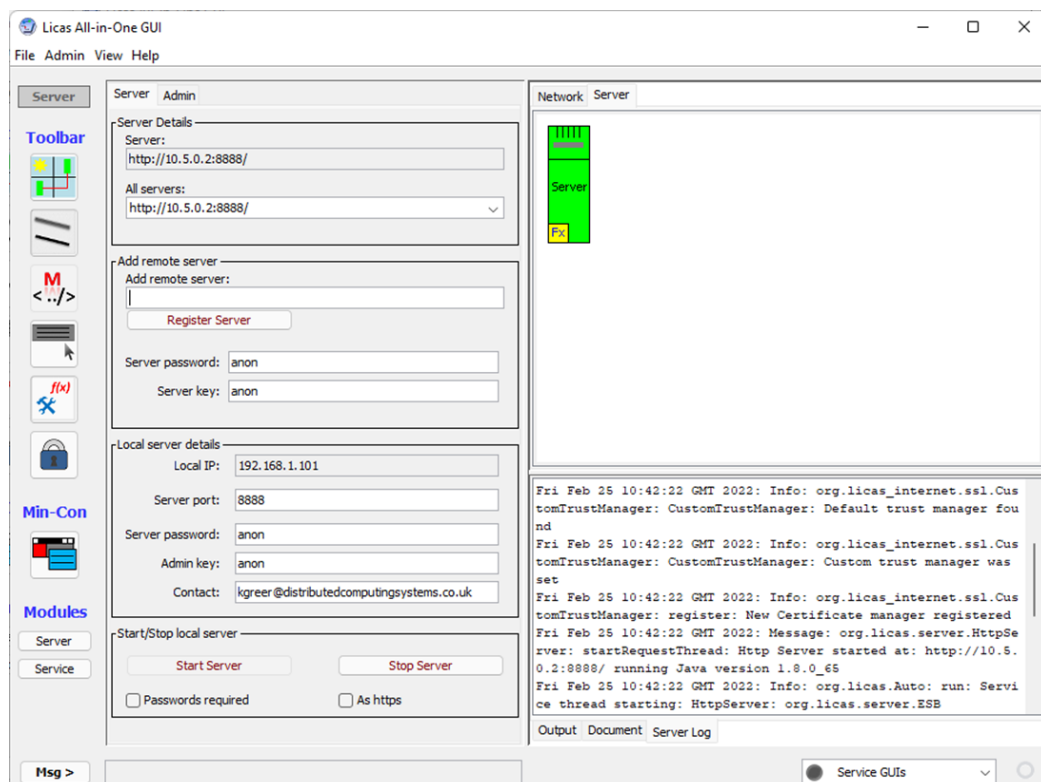 Licas All-in-One GUI
File Admin View Help
Server
Toolbar
M
< ../>
f(x)
Min-Con
Modules
Server
Service
Msg >
Server Admin
Server Details
Server:
http://10.5.0.2:8888/
All servers:
http://10.5.0.2:8888/
Add remote server
Add remote server:
Register Server
Server password: anon
Server key: anon
Local server details
Local IP: 192.168.1.101
Server port: 8888
Server password: anon
Admin key: anon
Contact: kgreer@distributedcomputingsystems.co.uk
Start/Stop local server
Start Server Stop Server
Passwords required As https
Network Server
Server
Fx
Fri Feb 25 10:42:22 GMT 2022: Info: org.licas_internet.ssl.Cus
tomTrustManager: CustomTrustManager: Default trust manager fou
nd
Fri Feb 25 10:42:22 GMT 2022: Info: org.licas_internet.ssl.Cus
tomTrustManager: CustomTrustManager: Custom trust manager was
set
Fri Feb 25 10:42:22 GMT 2022: Info: org.licas_internet.ssl.Cus
tomTrustManager: register: New Certificate manager registered
Fri Feb 25 10:42:22 GMT 2022: Message: org.licas.server.HttpSe
rver: startRequestThread: Http Server started at: http://10.5.
0.2:8888/ running Java version 1.8.0_65
Fri Feb 25 10:42:22 GMT 2022: Info: org.licas.Auto: run: Servi
ce thread starting: HttpServer: org.licas.server.ESB
Output Document Server Log
Service GUIs